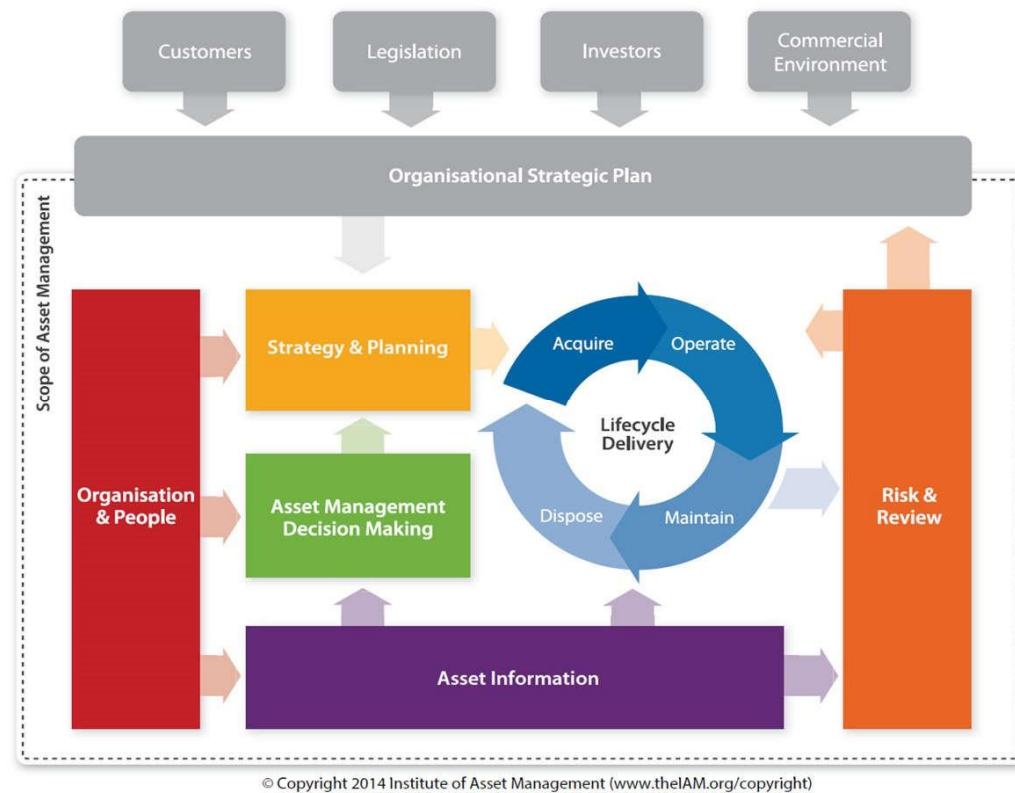 Customers
Legislation
Investors
Commercial
Environment
Organisational Strategic Plan
Scope of Asset Management
Strategy & Planning
Acquire
Operate
Lifecycle
Delivery
Organisation
& People
Asset Management
Decision Making
Dispose
Maintain
Risk &
Review
Asset Information
© Copyright 2014 Institute of Asset Management (www.theIAM.org/copyright)